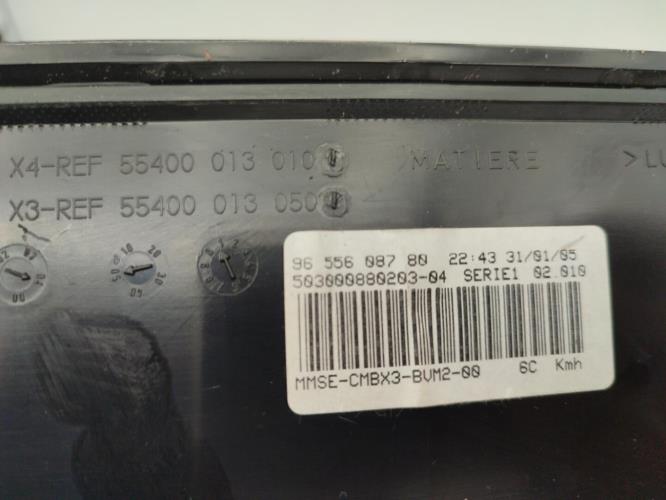 X4-REF 55400 013 010 MATIERE
X3-REF 55400 013 050
96 556 087 80 22:43 31/01/05
503000880203-04 SERIE1 02.010
MMSE-CMBX3-BVM2-00 6C Kmh